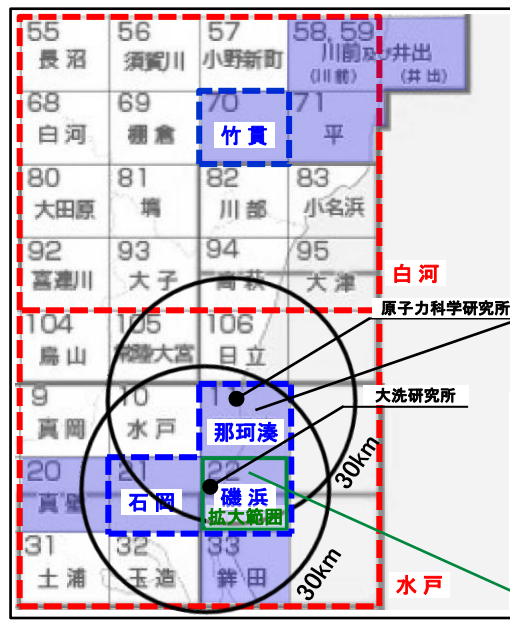 55 56 57 58, 59
長沼 須賀川 小野新町 川前及び井出
(川前) (井出)
68 69 70 71
白河 棚倉 竹貫 平
80 81 82 83
大田原 塙 川部 小名浜
92 93 94 95
喜連川 大子 高萩 大津
白河
104 105 106
烏山 常陸大宮 日立
原子力科学研究所
9 10 11
真岡 水戸 那珂湊
大洗研究所
30km
20 21 22
真壁 石岡 磯浜
拡大範囲
31 32 33
土浦 玉造 鉾田
30km
水戸